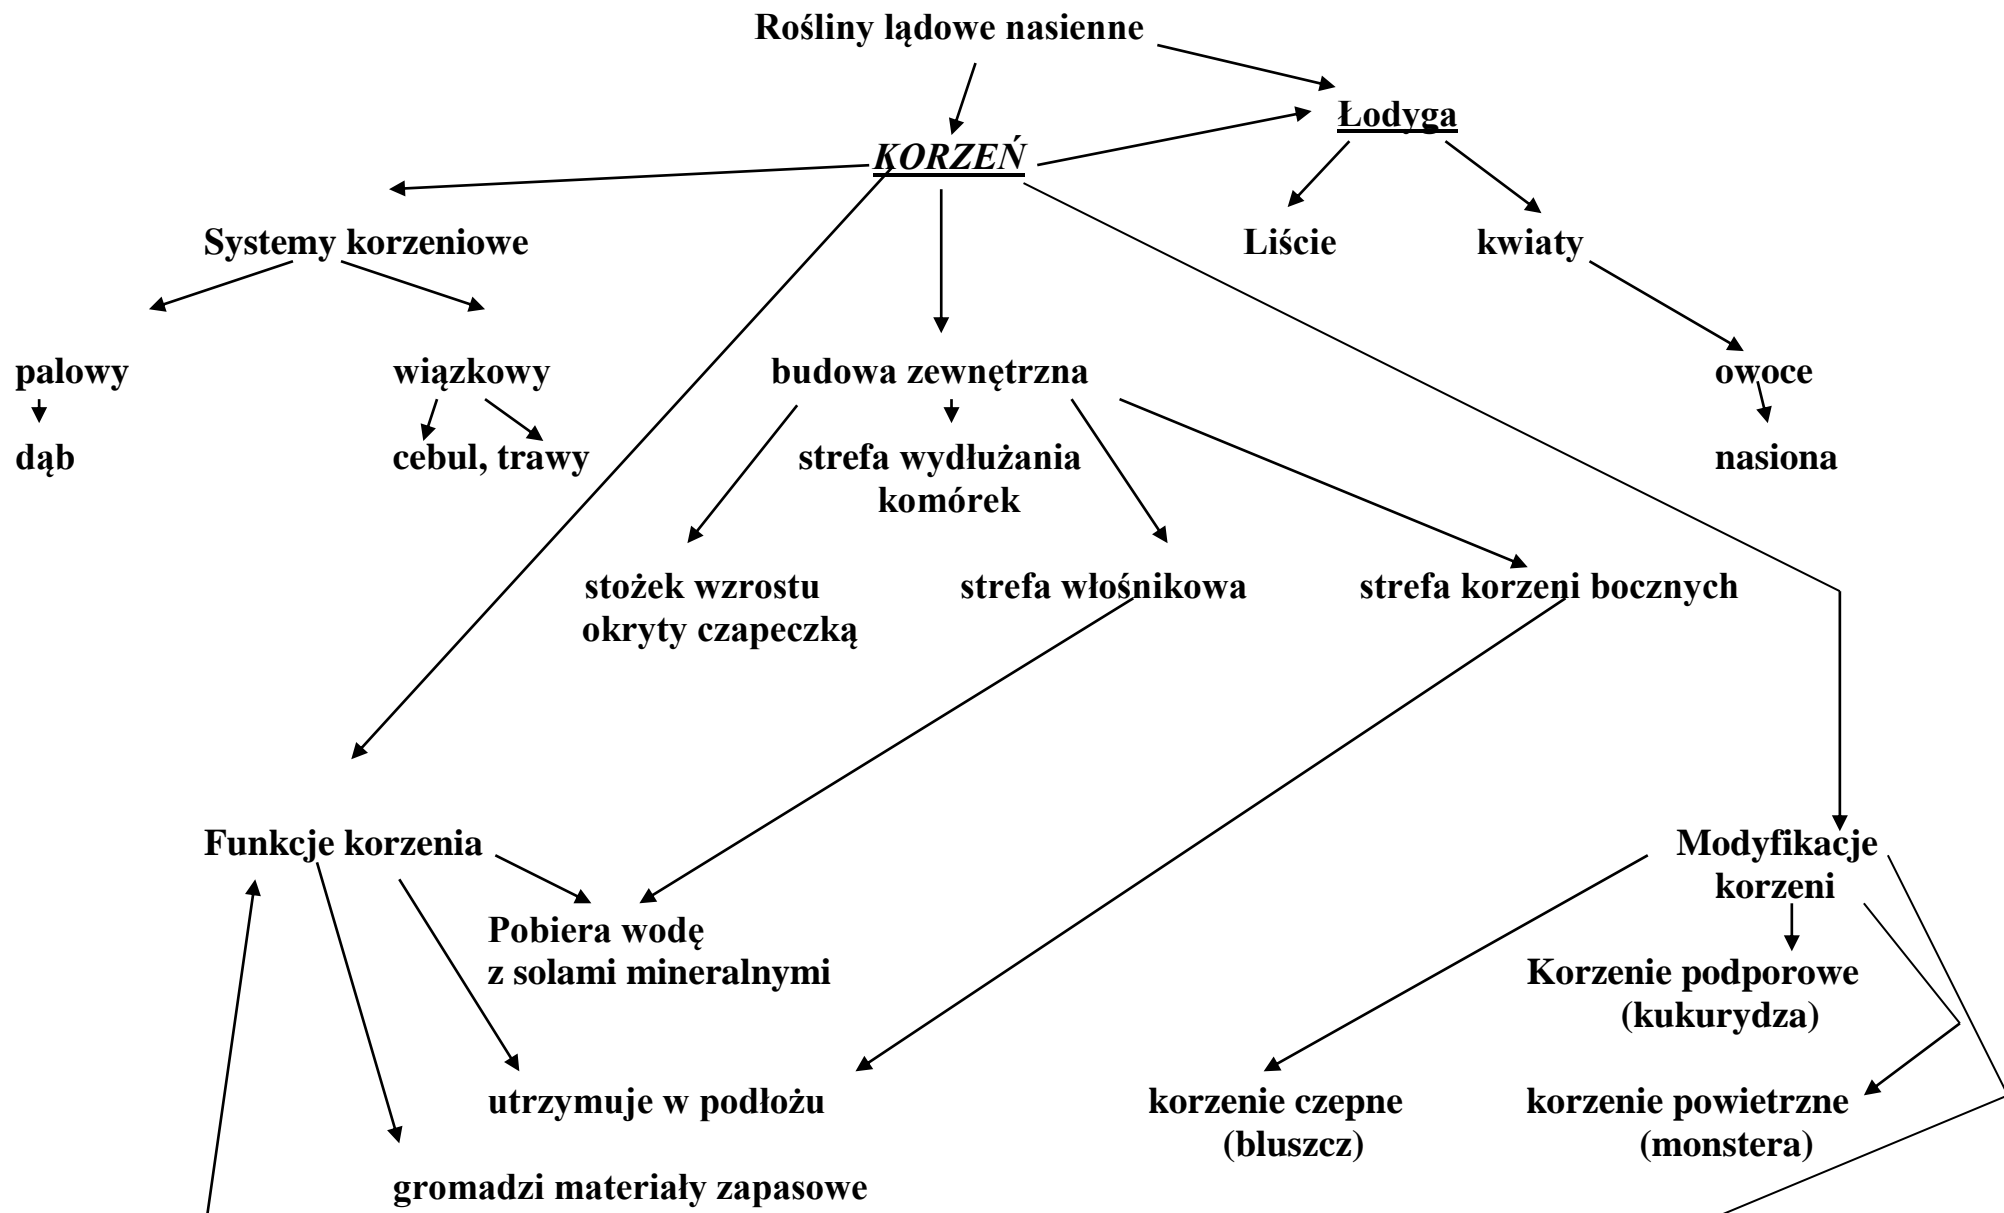 Rośliny lądowe nasienne
Łodyga
KORZEŃ
Systemy korzeniowe
Liście
kwiaty
palowy
wiązkowy
budowa zewnętrzna
owoce
dąb
cebul, trawy
strefa wydłużania
komórek
nasiona
stożek wzrostu
okryty czapeczką
strefa włośnikowa
strefa korzeni bocznych
Funkcje korzenia
Modyfikacje
korzeni
Pobiera wodę
z solami mineralnymi
Korzenie podporowe
(kukurydza)
utrzymuje w podłożu
korzenie czepne
(bluszcz)
korzenie powietrzne
(monstera)
gromadzi materiały zapasowe